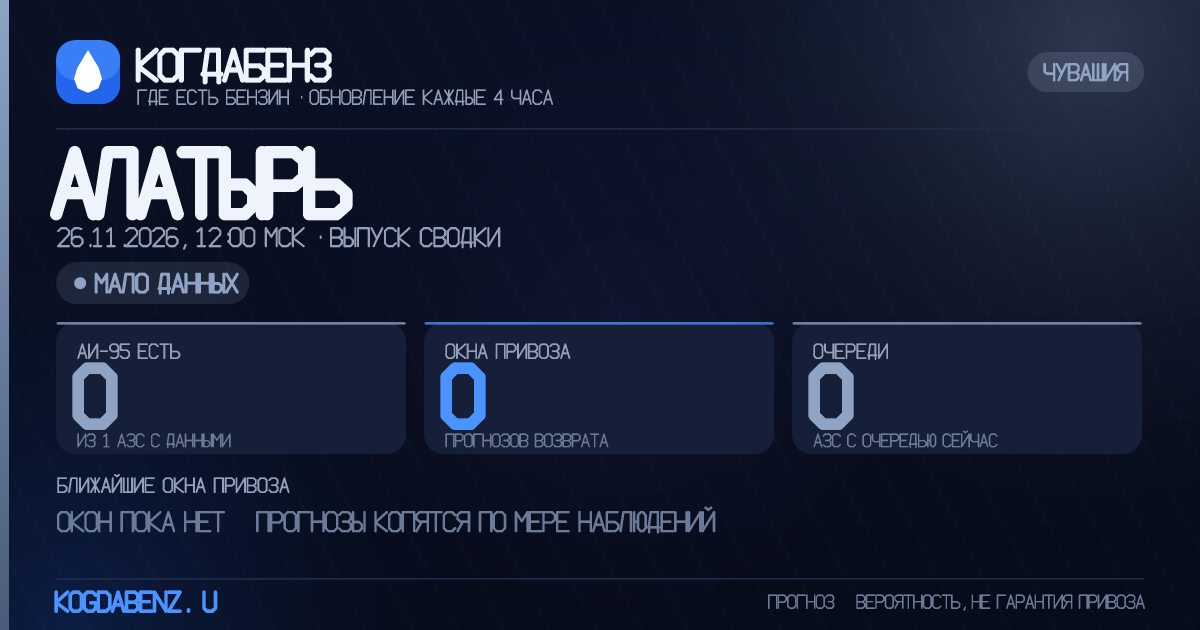 КОГДАБЕНЗ
ГДЕ ЕСТЬ БЕНЗИН · ОБНОВЛЕНИЕ КАЖДЫЕ 4 ЧАСА
ЧУВАШИЯ
АЛАТЫРЬ
26.11.2026, 12:00 МСК · ВЫПУСК СВОДКИ
МАЛО ДАННЫХ
АИ-95 ЕСТЬ
0
ИЗ 1 АЗС С ДАННЫМИ
ОКНА ПРИВОЗА
0
ПРОГНОЗОВ ВОЗВРАТА
ОЧЕРЕДИ
0
АЗС С ОЧЕРЕДЬЮ СЕЙЧАС
БЛИЖАЙШИЕ ОКНА ПРИВОЗА
ОКОН ПОКА НЕТ ПРОГНОЗЫ КОПЯТСЯ ПО МЕРЕ НАБЛЮДЕНИЙ
KOGDABENZ. U
ПРОГНОЗ ВЕРОЯТНОСТЬ, НЕ ГАРАНТИЯ ПРИВОЗА